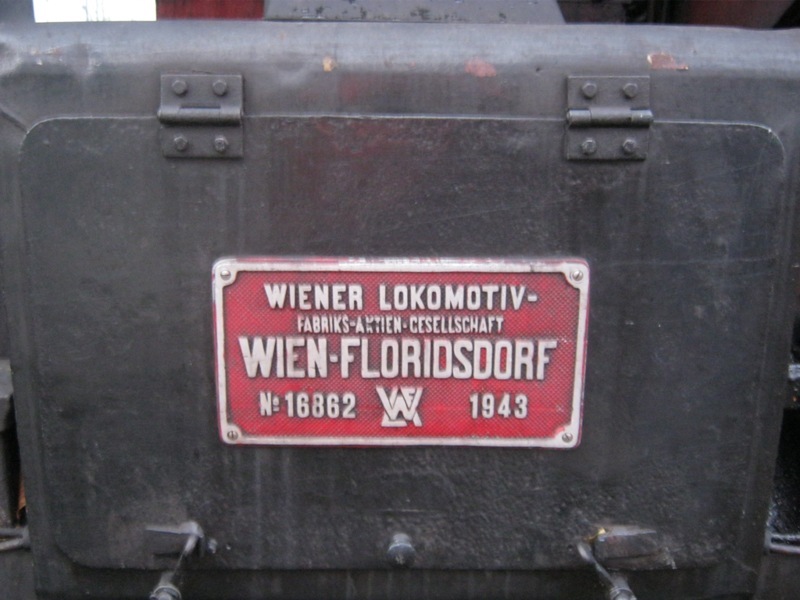 WIENER LOKOMOTIV-
FABRIKS-AKTIEN-GESELLSCHAFT
WIEN-FLORIDSDORF
№ 16862 WLF 1943